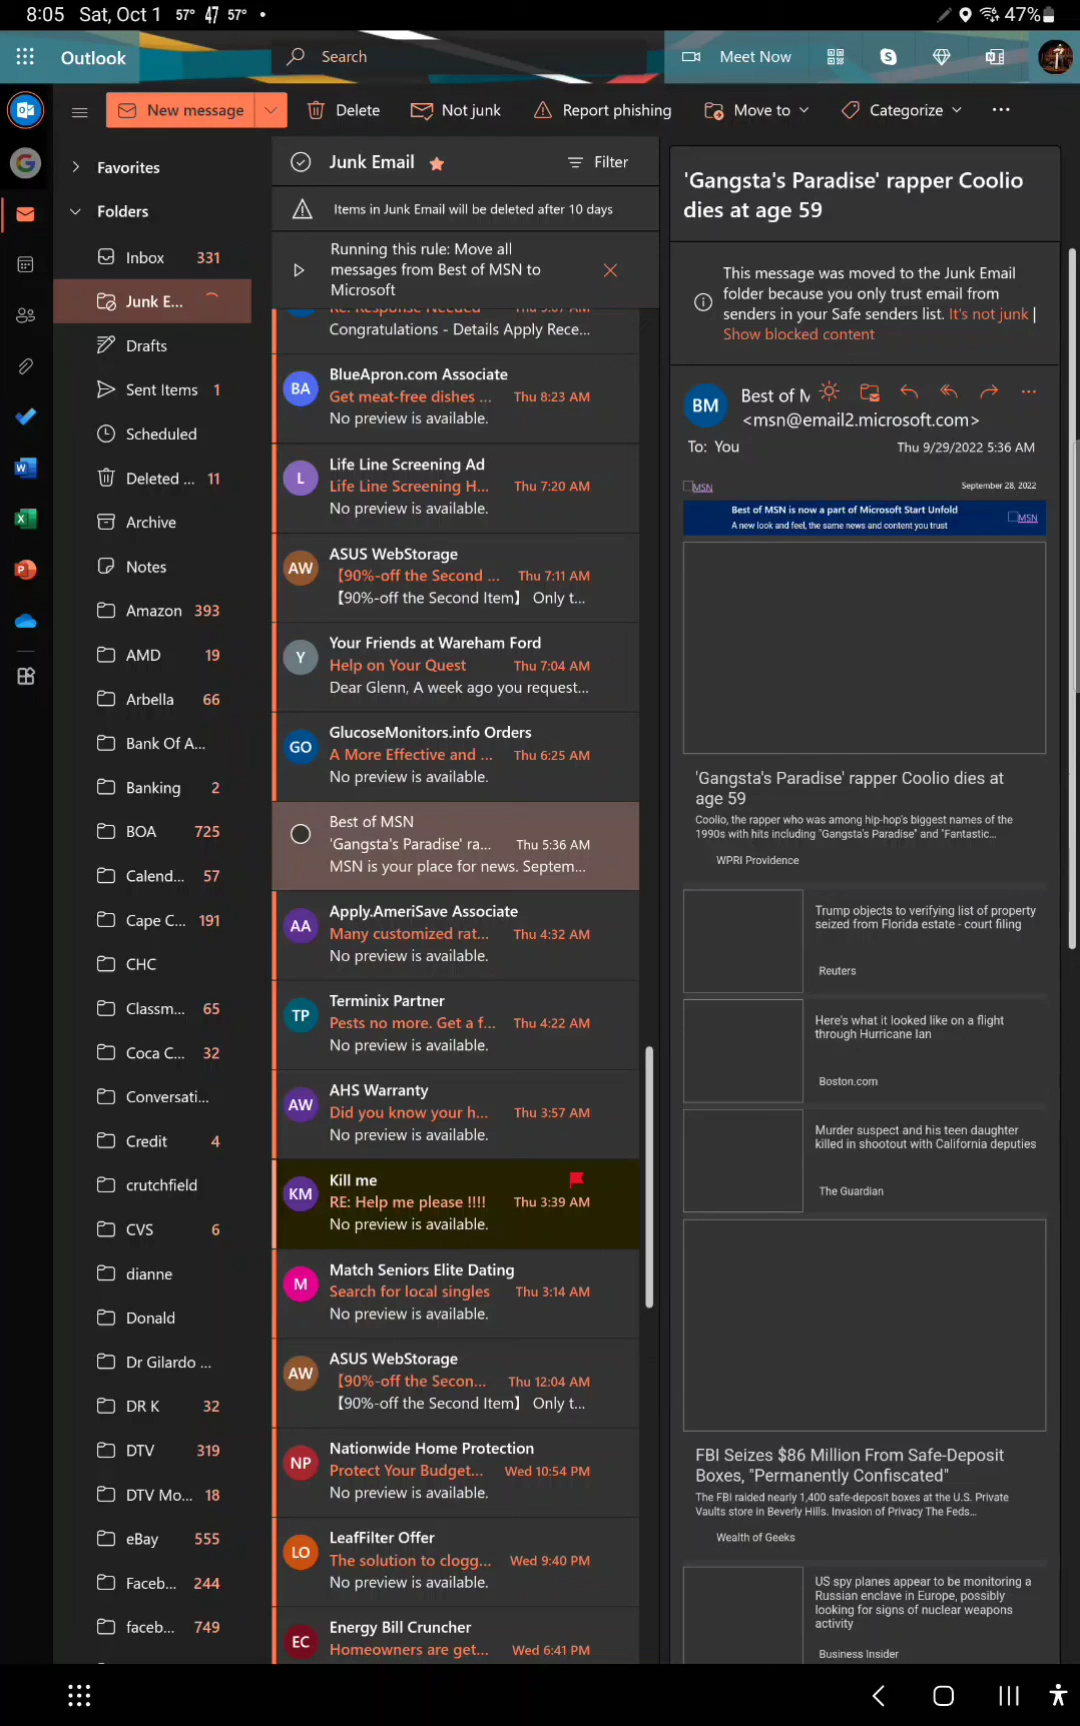 8:05 Sat, Oct 1 57° 47 57° • 47%
Outlook
Search
Meet Now
New message
Delete
Not junk
Report phishing
Move to
Categorize
Favorites
Folders
Inbox 331
Junk E...
Drafts
Sent Items 1
Scheduled
Deleted ... 11
Archive
Notes
Amazon 393
AMD 19
Arbella 66
Bank Of A...
Banking 2
BOA 725
Calend... 57
Cape C... 191
CHC
Classm... 65
Coca C... 32
Conversati...
Credit 4
crutchfield
CVS 6
dianne
Donald
Dr Gilardo ...
DR K 32
DTV 319
DTV Mo... 18
eBay 555
Faceb... 244
faceb... 749
Junk Email
Filter
Items in Junk Email will be deleted after 10 days
Running this rule: Move all
messages from Best of MSN to
Microsoft
Re: Response Needed Thu 9:07 AM
Congratulations - Details Apply Rece...
BA
BlueApron.com Associate
Get meat-free dishes ... Thu 8:23 AM
No preview is available.
L
Life Line Screening Ad
Life Line Screening H... Thu 7:20 AM
No preview is available.
AW
ASUS WebStorage
【90%-off the Second ... Thu 7:11 AM
【90%-off the Second Item】 Only t...
Y
Your Friends at Wareham Ford
Help on Your Quest Thu 7:04 AM
Dear Glenn, A week ago you request...
GO
GlucoseMonitors.info Orders
A More Effective and ... Thu 6:25 AM
No preview is available.
Best of MSN
'Gangsta's Paradise' ra... Thu 5:36 AM
MSN is your place for news. Septem...
AA
Apply.AmeriSave Associate
Many customized rat... Thu 4:32 AM
No preview is available.
TP
Terminix Partner
Pests no more. Get a f... Thu 4:22 AM
No preview is available.
AW
AHS Warranty
Did you know your h... Thu 3:57 AM
No preview is available.
KM
Kill me
RE: Help me please !!!! Thu 3:39 AM
No preview is available.
M
Match Seniors Elite Dating
Search for local singles Thu 3:14 AM
No preview is available.
AW
ASUS WebStorage
【90%-off the Secon... Thu 12:04 AM
【90%-off the Second Item】 Only t...
NP
Nationwide Home Protection
Protect Your Budget... Wed 10:54 PM
No preview is available.
LO
LeafFilter Offer
The solution to clogg... Wed 9:40 PM
No preview is available.
EC
Energy Bill Cruncher
Homeowners are get... Wed 6:41 PM
'Gangsta's Paradise' rapper Coolio
dies at age 59
This message was moved to the Junk Email
folder because you only trust email from
senders in your Safe senders list. It's not junk |
Show blocked content
BM
Best of M
<msn@email2.microsoft.com>
To: You Thu 9/29/2022 5:36 AM
MSN September 28, 2022
Best of MSN is now a part of Microsoft Start Unfold
A new look and feel, the same news and content you trust
MSN
'Gangsta's Paradise' rapper Coolio dies at
age 59
Coolio, the rapper who was among hip-hop's biggest names of the
1990s with hits including "Gangsta's Paradise" and "Fantastic...
WPRI Providence
Trump objects to verifying list of property
seized from Florida estate - court filing
Reuters
Here's what it looked like on a flight
through Hurricane Ian
Boston.com
Murder suspect and his teen daughter
killed in shootout with California deputies
The Guardian
FBI Seizes $86 Million From Safe-Deposit
Boxes, "Permanently Confiscated"
The FBI raided nearly 1,400 safe-deposit boxes at the U.S. Private
Vaults store in Beverly Hills. Invasion of Privacy The Feds...
Wealth of Geeks
US spy planes appear to be monitoring a
Russian enclave in Europe, possibly
looking for signs of nuclear weapons
activity
Business Insider